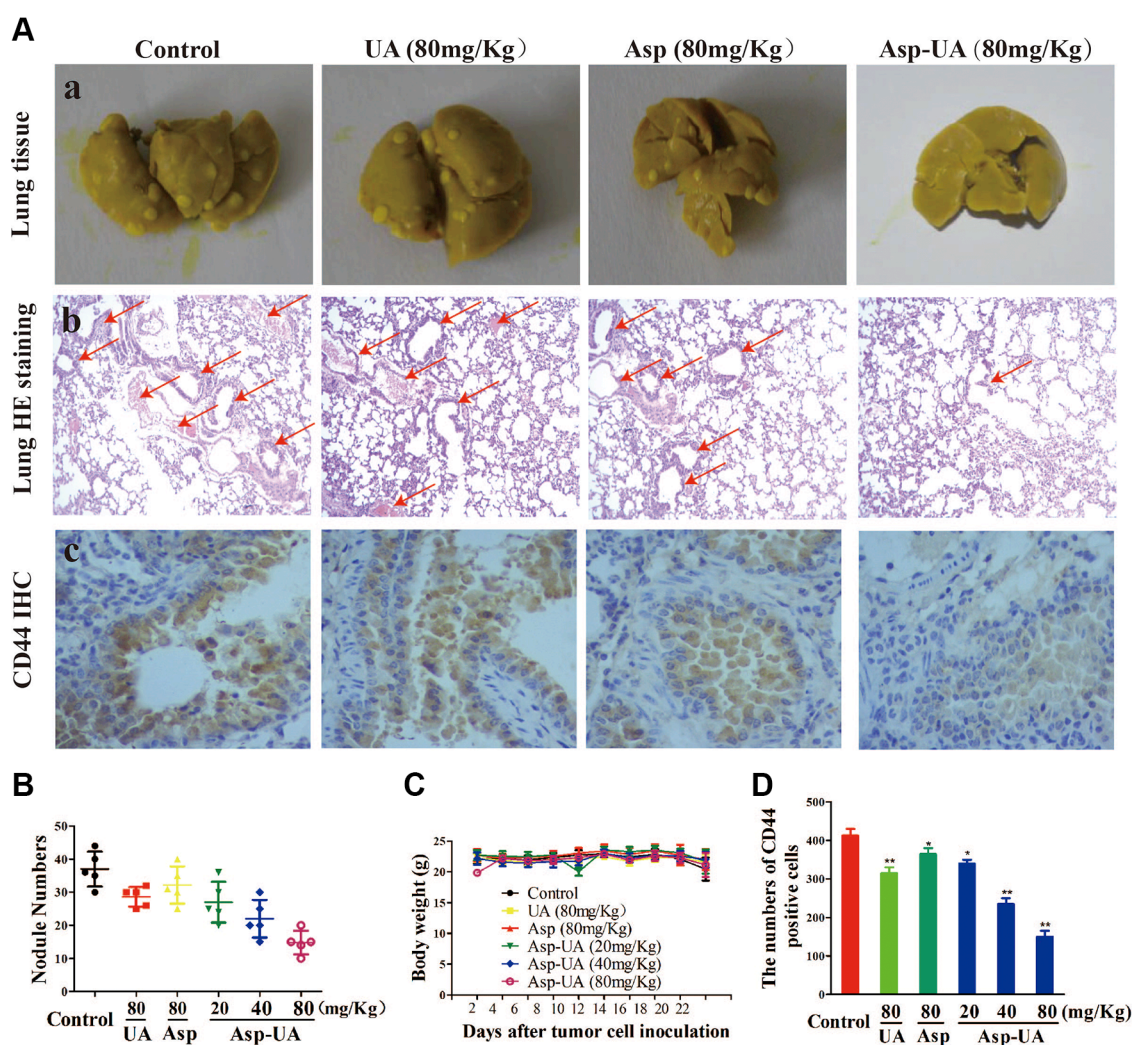 A
Control
UA (80mg/Kg)
Asp (80mg/Kg)
Asp-UA (80mg/Kg)
Lung tissue
a
Lung HE staining
b
CD44 IHC
c
B
Nodule Numbers
50
40
30
20
10
0
Control
80
UA
80
Asp
20 40 80 (mg/Kg)
Asp-UA
C
Body weight (g)
25
20
15
10
5
0
Control
UA (80mg/Kg)
Asp (80mg/Kg)
Asp-UA (20mg/Kg)
Asp-UA (40mg/Kg)
Asp-UA (80mg/Kg)
2 4 6 8 10 12 14 16 18 20 22
Days after tumor cell inoculation
D
The numbers of CD44
positive cells
500
400
300
200
100
0
**
*
*
**
**
Control
80
UA
80
Asp
20 40 80 (mg/Kg)
Asp-UA